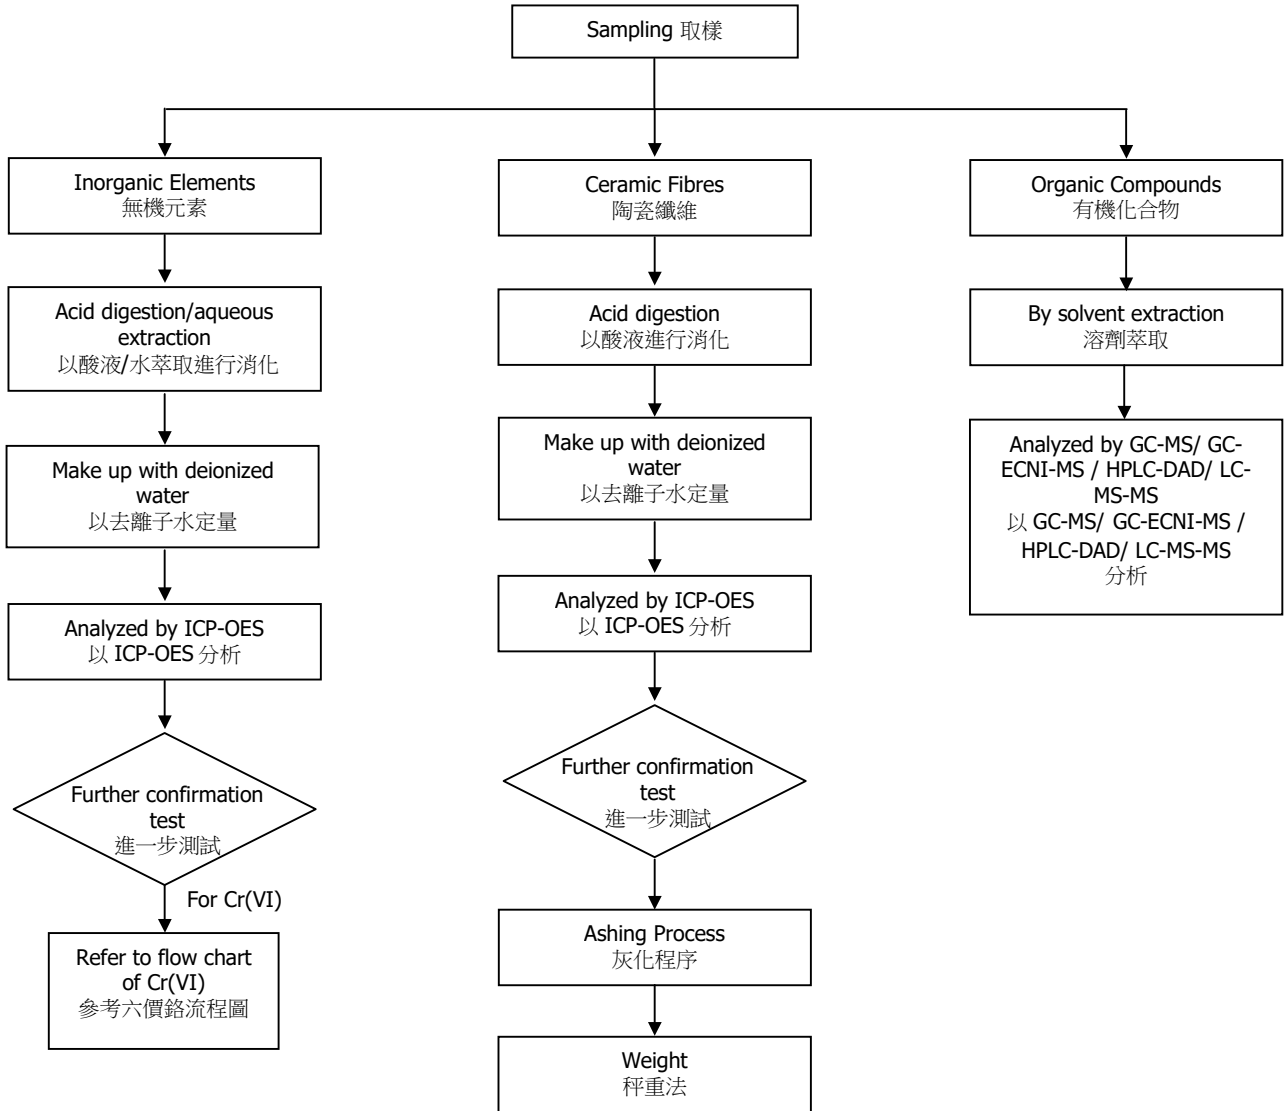 Sampling 取樣
Inorganic Elements
無機元素
Acid digestion/aqueous
extraction
以酸液/水萃取進行消化
Make up with deionized
water
以去離子水定量
Analyzed by ICP-OES
以 ICP-OES 分析
Further confirmation
test
進一步測試
For Cr(VI)
Refer to flow chart
of Cr(VI)
參考六價鉻流程圖
Ceramic Fibres
陶瓷纖維
Acid digestion
以酸液進行消化
Make up with deionized
water
以去離子水定量
Analyzed by ICP-OES
以 ICP-OES 分析
Further confirmation
test
進一步測試
Ashing Process
灰化程序
Weight
秤重法
Organic Compounds
有機化合物
By solvent extraction
溶劑萃取
Analyzed by GC-MS/ GC-
ECNI-MS / HPLC-DAD/ LC-
MS-MS
以 GC-MS/ GC-ECNI-MS /
HPLC-DAD/ LC-MS-MS
分析